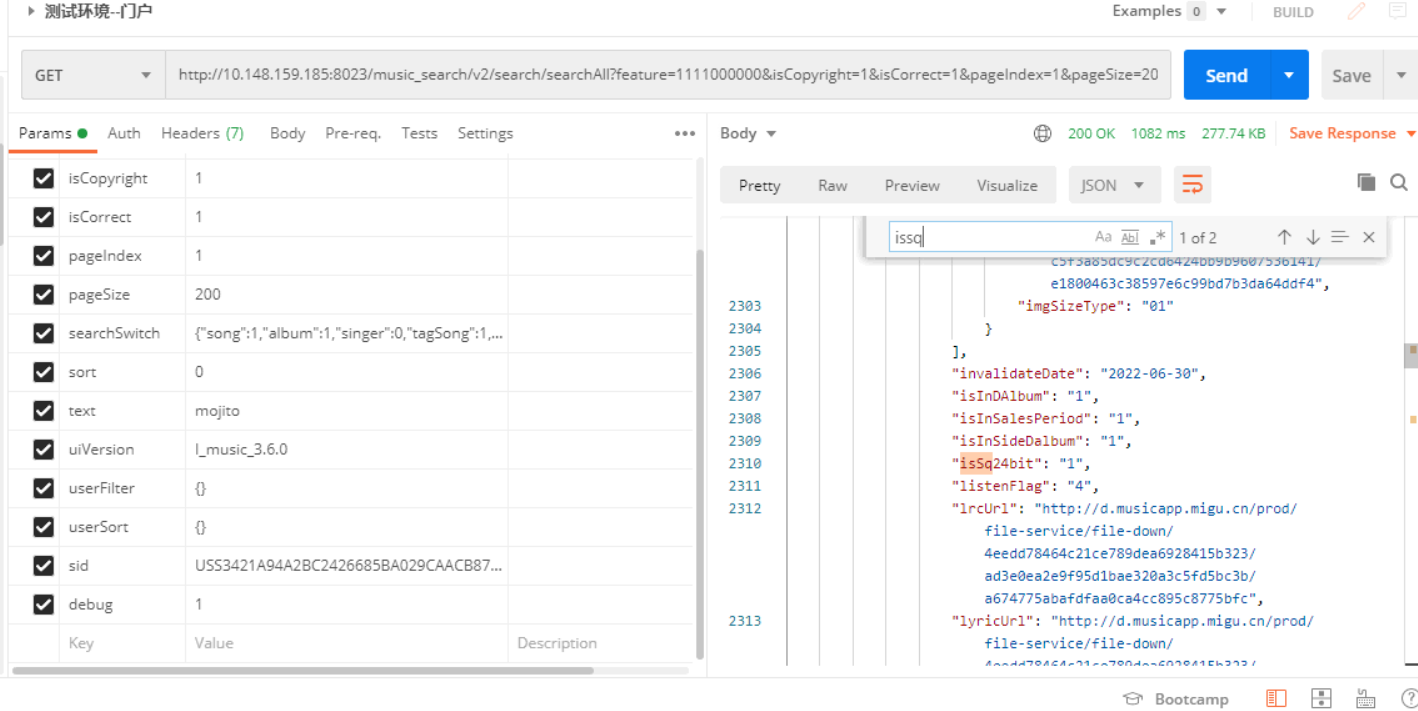 测试环境--门户
Examples 0 BUILD
GET http://10.148.159.185:8023/music_search/v2/search/searchAll?feature=1111000000&isCopyright=1&isCorrect=1&pageIndex=1&pageSize=20 Send Save
Params Auth Headers (7) Body Pre-req. Tests Settings
isCopyright 1
isCorrect 1
pageIndex 1
pageSize 200
searchSwitch {"song":1,"album":1,"singer":0,"tagSong":1,...
sort 0
text mojito
uiVersion I_music_3.6.0
userFilter {}
userSort {}
sid USS3421A94A2BC2426685BA029CAACB87...
debug 1
Key Value Description
Body 200 OK 1082 ms 277.74 KB Save Response
Pretty Raw Preview Visualize JSON
issq Aa Abl .* 1 of 2
c5f3a85dc9c2cd6424bb9b9607536141/
e1800463c38597e6c99bd7b3da64ddf4",
2303 "imgSizeType": "01"
2304 }
2305 ],
2306 "invalidateDate": "2022-06-30",
2307 "isInDAlbum": "1",
2308 "isInSalesPeriod": "1",
2309 "isInSideDalbum": "1",
2310 "isSq24bit": "1",
2311 "listenFlag": "4",
2312 "lrcUrl": "http://d.musicapp.migu.cn/prod/
file-service/file-down/
4eedd78464c21ce789dea6928415b323/
ad3e0ea2e9f95d1bae320a3c5fd5bc3b/
a674775abafdfaa0ca4cc895c8775bfc",
2313 "lyricUrl": "http://d.musicapp.migu.cn/prod/
file-service/file-down/
4eedd78464c21ce789dea6928415b323/
Bootcamp